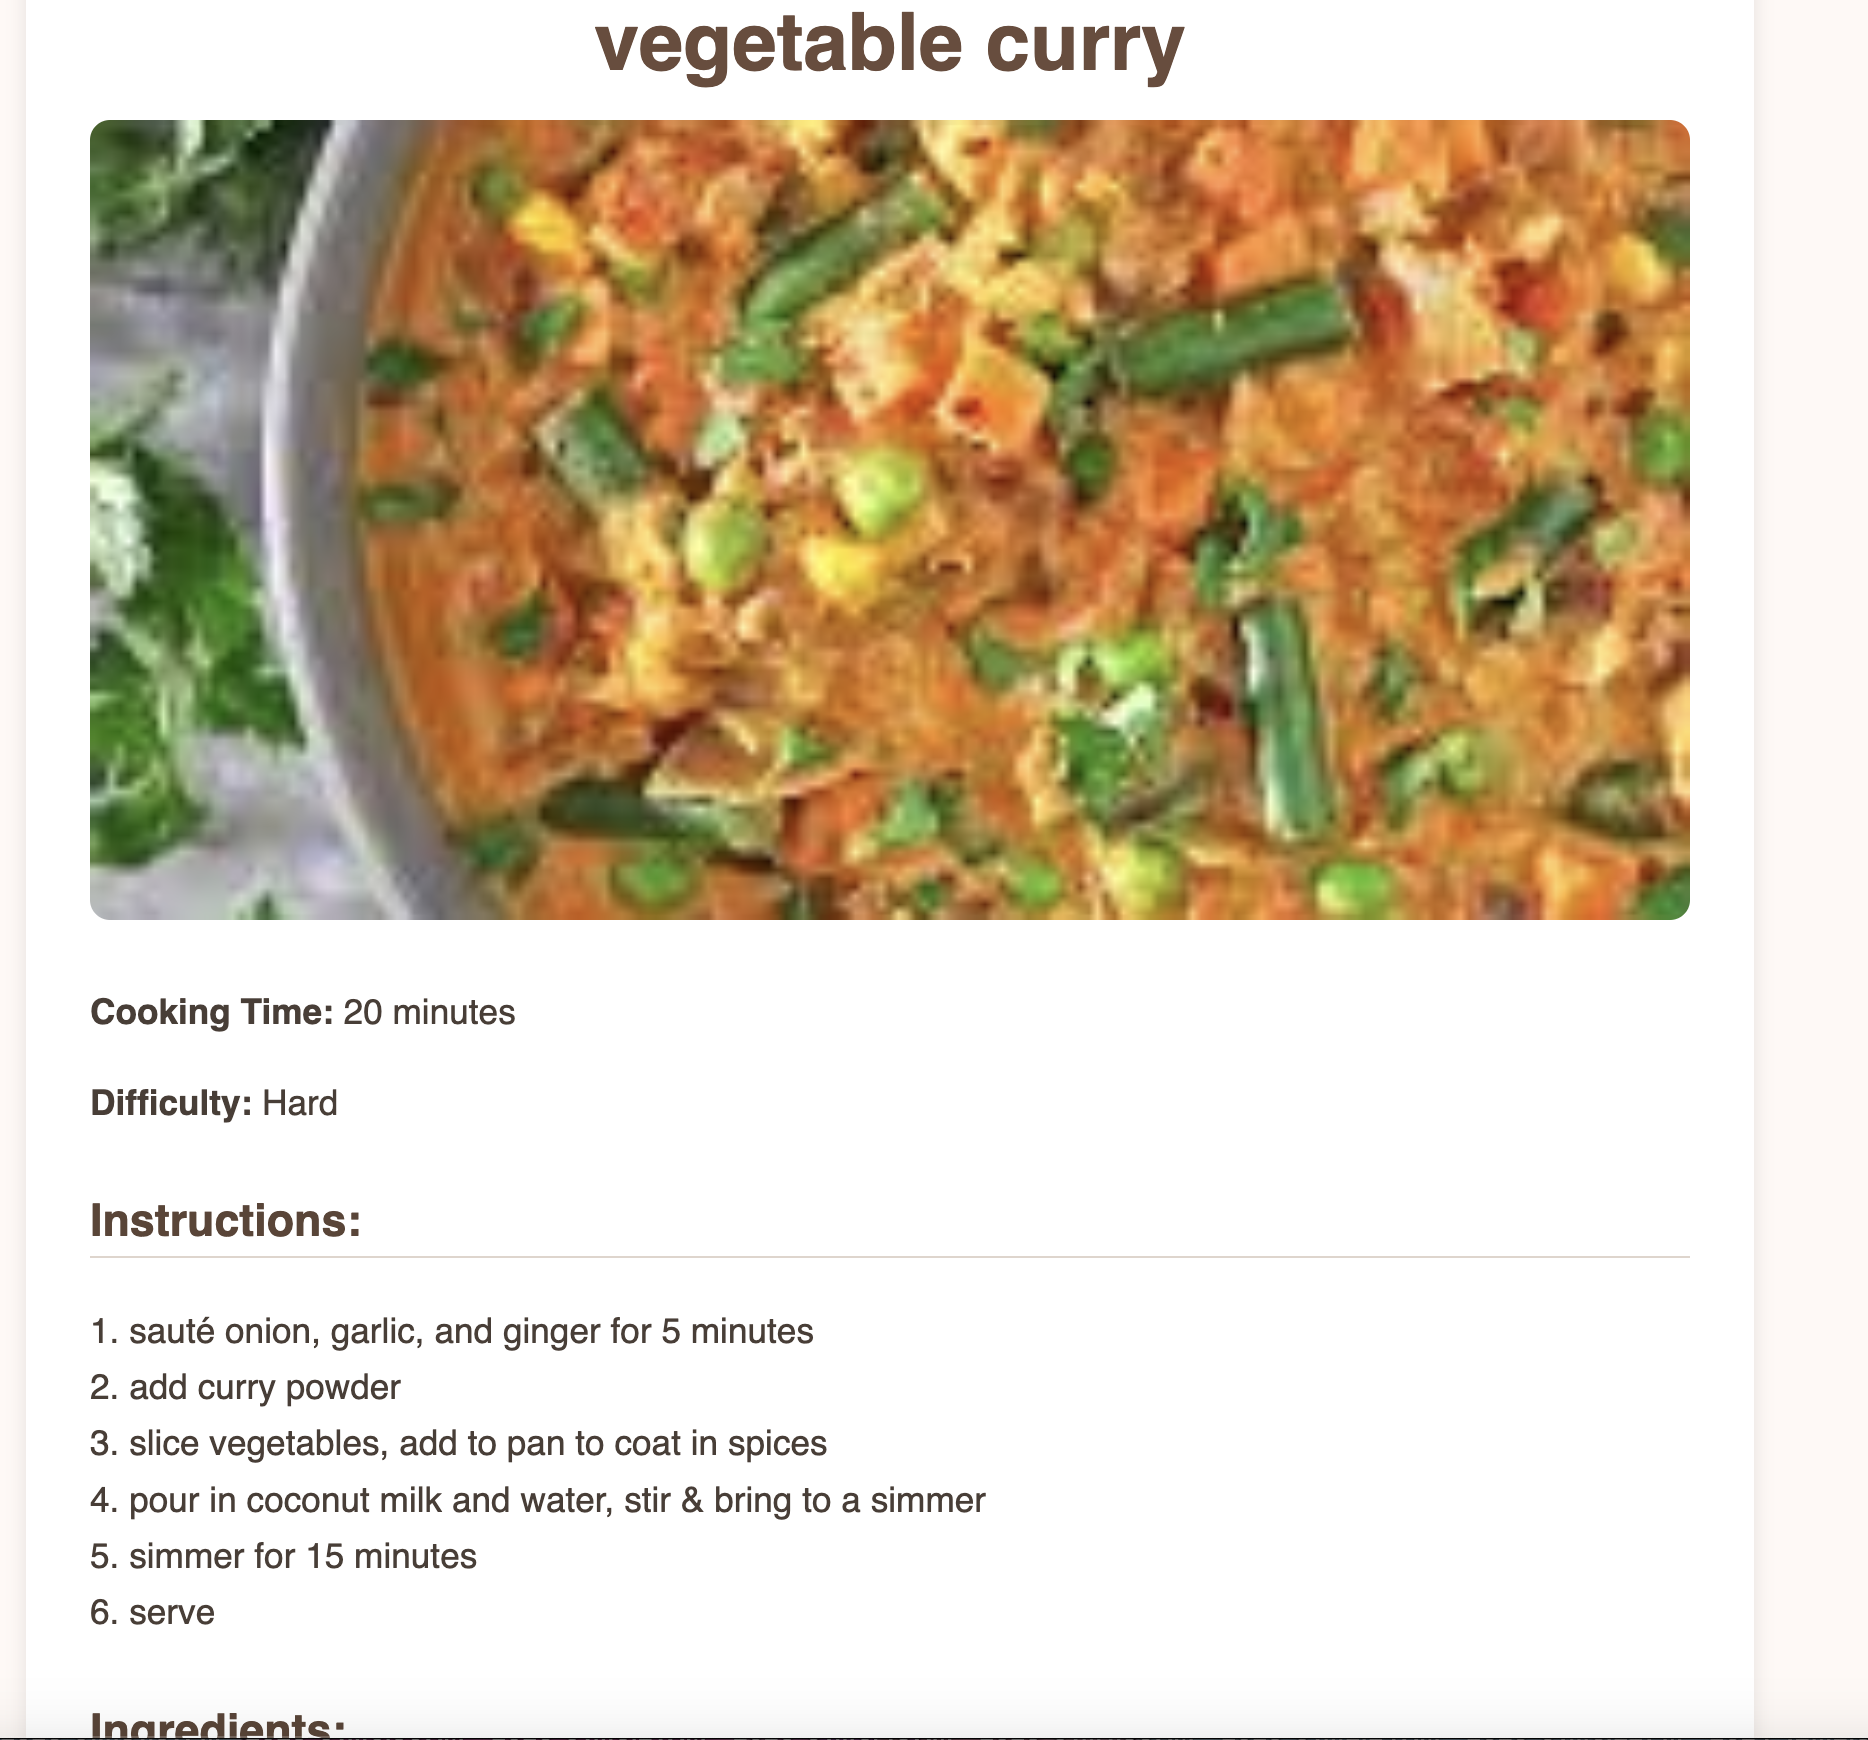 vegetable curry
Cooking Time: 20 minutes
Difficulty: Hard
Instructions:
1. sauté onion, garlic, and ginger for 5 minutes
2. add curry powder
3. slice vegetables, add to pan to coat in spices
4. pour in coconut milk and water, stir & bring to a simmer
5. simmer for 15 minutes
6. serve
Ingredients: